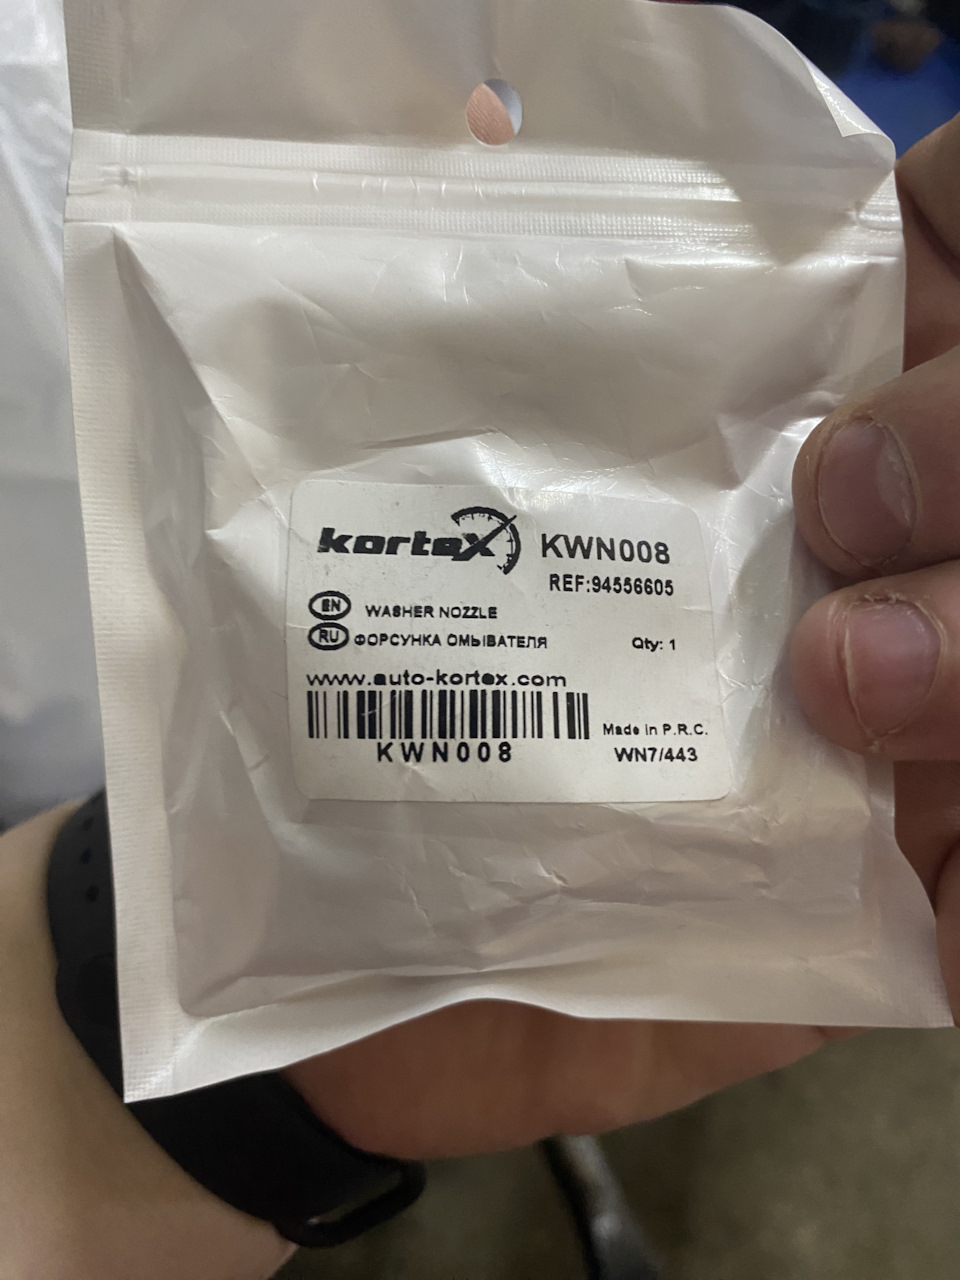 kortex KWN008
REF:94556605
EN WASHER NOZZLE
RU ФОРСУНКА ОМЫВАТЕЛЯ Qty: 1
www.auto-kortex.com
Made in P.R.C.
KWN008 WN7/443